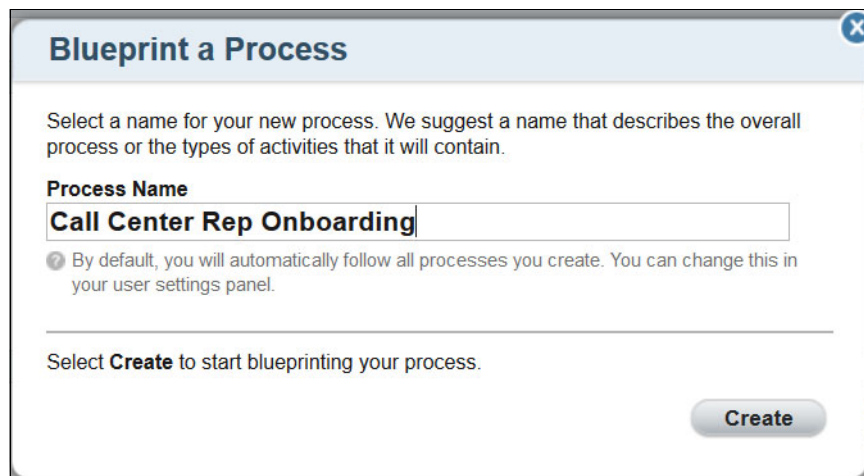 Blueprint a Process
Select a name for your new process. We suggest a name that describes the overall
process or the types of activities that it will contain.
Process Name
Call Center Rep Onboarding
By default, you will automatically follow all processes you create. You can change this in
your user settings panel.
Select Create to start blueprinting your process.
Create